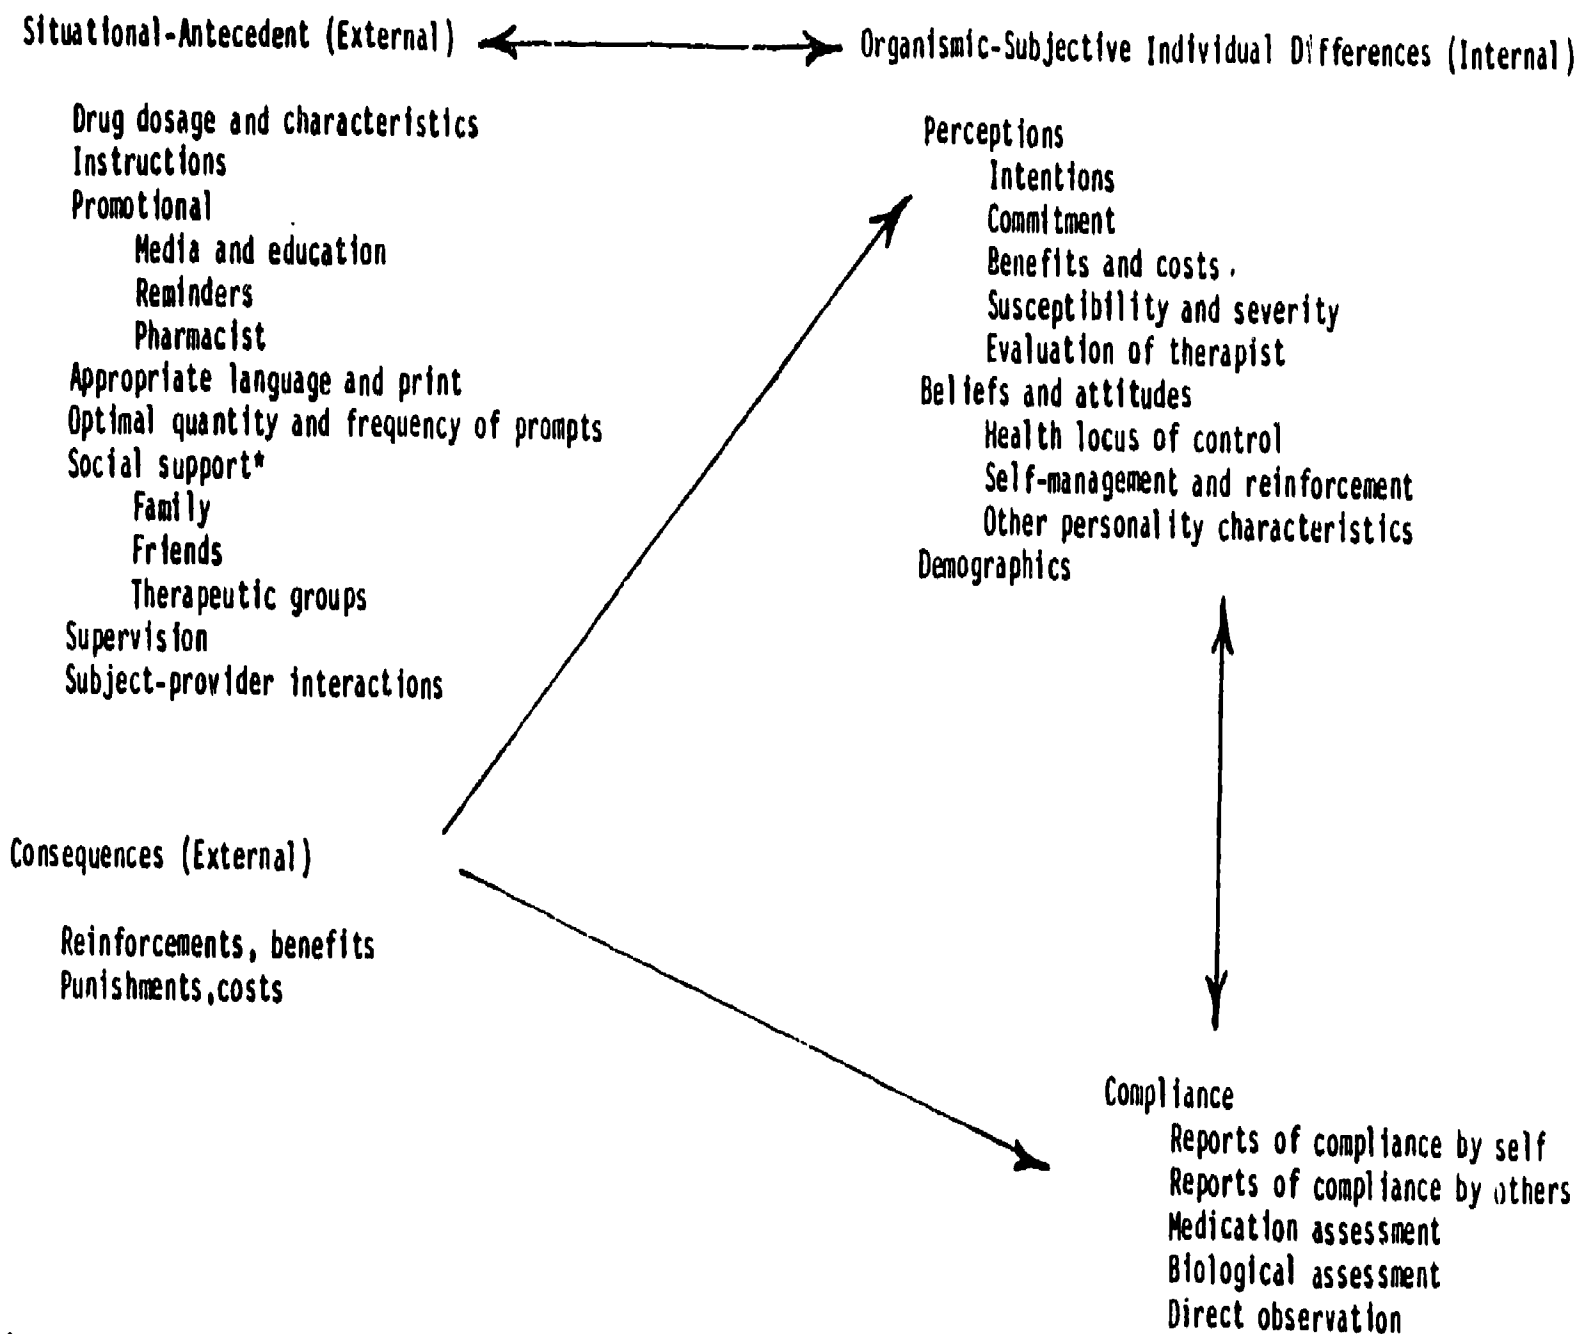 Situational-Antecedent (External)
Organismic-Subjective Individual Differences (Internal)
Drug dosage and characteristics
Instructions
Promotional
Media and education
Reminders
Pharmacist
Appropriate language and print
Optimal quantity and frequency of prompts
Social support*
Family
Friends
Therapeutic groups
Supervision
Subject-provider interactions
Perceptions
Intentions
Commitment
Benefits and costs
Susceptibility and severity
Evaluation of therapist
Beliefs and attitudes
Health locus of control
Self-management and reinforcement
Other personality characteristics
Demographics
Consequences (External)
Reinforcements, benefits
Punishments,costs
Compliance
Reports of compliance by self
Reports of compliance by others
Medication assessment
Biological assessment
Direct observation